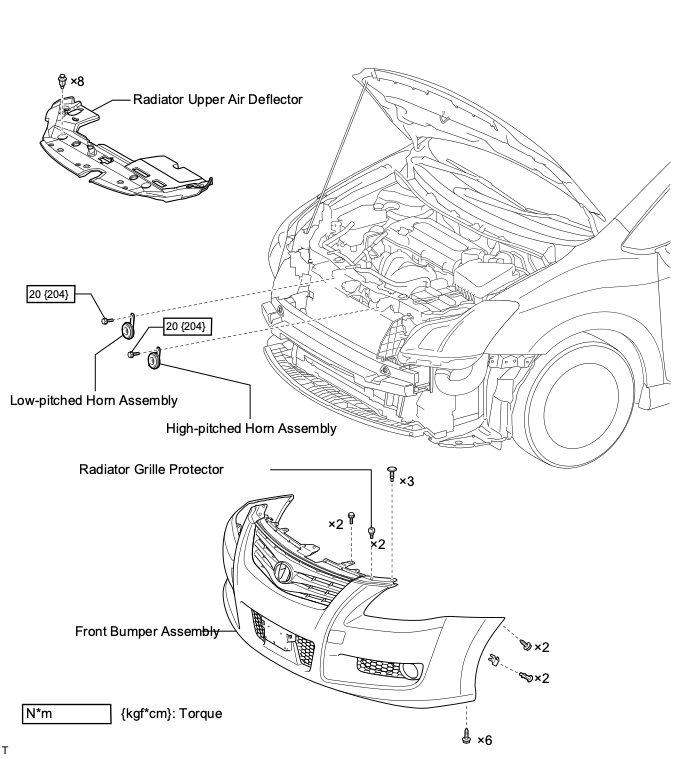 ×8
Radiator Upper Air Deflector
20 {204}
20 {204}
Low-pitched Horn Assembly
High-pitched Horn Assembly
Radiator Grille Protector
×3
×2
×2
Front Bumper Assembly
×2
×2
N*m {kgf*cm}: Torque
×6
T